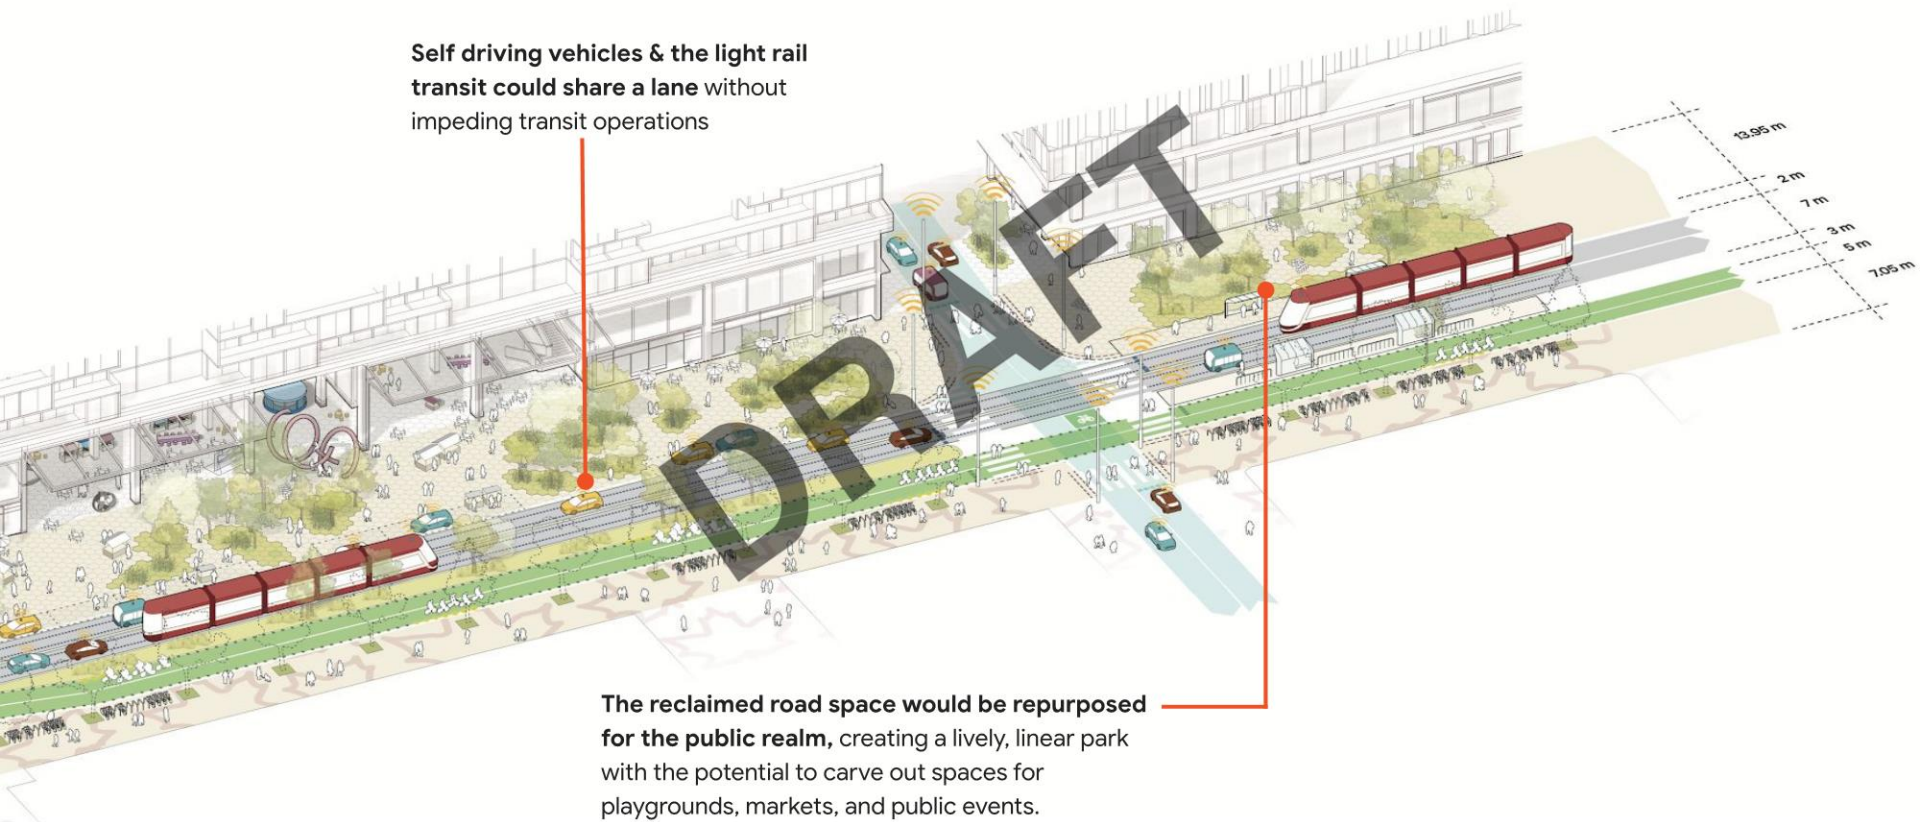 Self driving vehicles & the light rail
transit could share a lane without
impeding transit operations
13.95 m
2 m
7 m
3 m
5 m
7.05 m
DRAFT
The reclaimed road space would be repurposed
for the public realm, creating a lively, linear park
with the potential to carve out spaces for
playgrounds, markets, and public events.